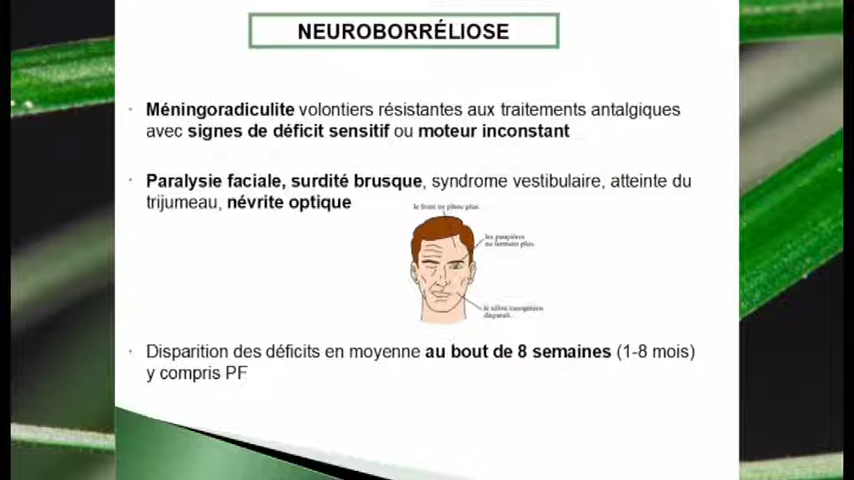 NEUROBORRÉLIOSE
Méningoradiculite volontiers résistantes aux traitements antalgiques
avec signes de déficit sensitif ou moteur inconstant
Paralysie faciale, surdité brusque, syndrome vestibulaire, atteinte du
trijumeau, névrite optique
le front ne plisse plus.
les paupières
ne ferment plus.
le sillon nasogénien
disparaît.
Disparition des déficits en moyenne au bout de 8 semaines (1-8 mois)
y compris PF